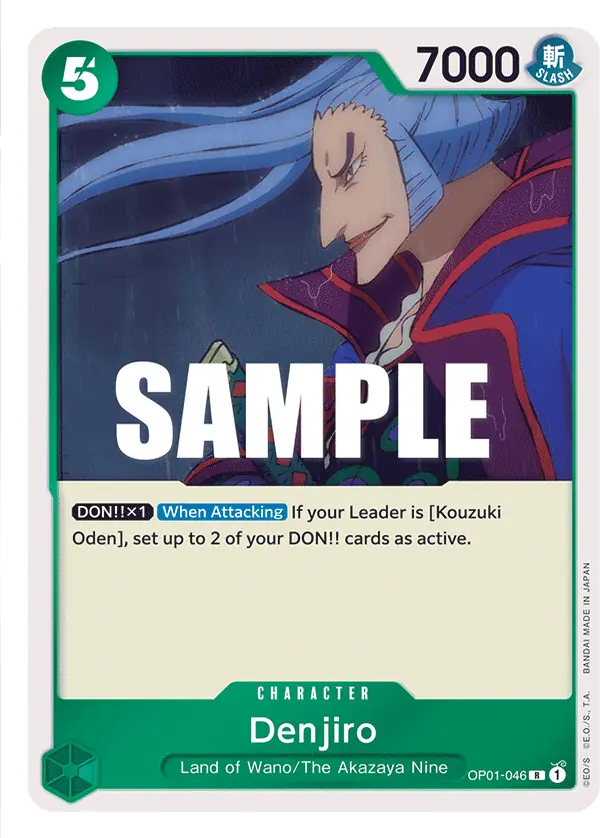 5
7000
斬
SLASH
SAMPLE
DON!!×1 When Attacking If your Leader is [Kouzuki
Oden], set up to 2 of your DON!! cards as active.
CHARACTER
Denjiro
Land of Wano/The Akazaya Nine
OP01-046 R 1
©EO/S ©E.O./S., T.A. BANDAI MADE IN JAPAN